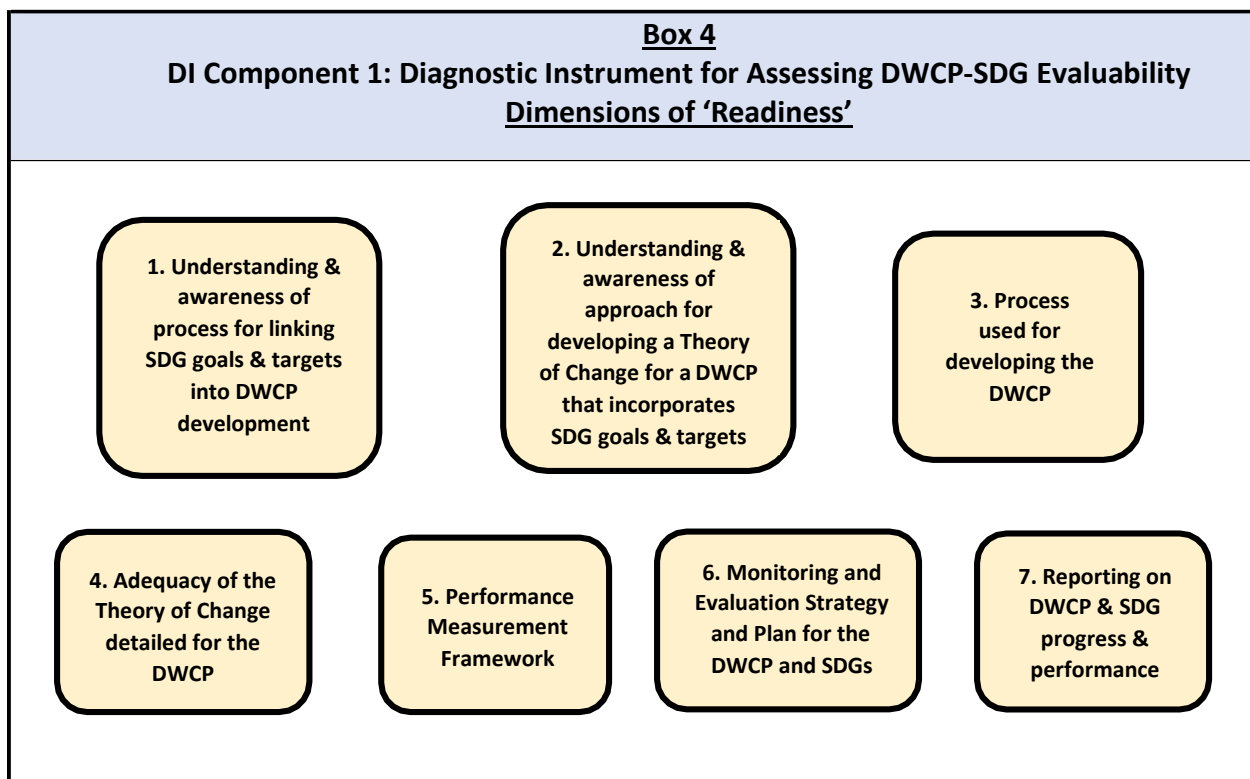 Box 4
DI Component 1: Diagnostic Instrument for Assessing DWCP-SDG Evaluability
Dimensions of ‘Readiness’
1. Understanding &
awareness of
process for linking
SDG goals & targets
into DWCP
development
2. Understanding &
awareness of
approach for
developing a Theory
of Change for a DWCP
that incorporates
SDG goals & targets
3. Process
used for
developing the
DWCP
4. Adequacy of the
Theory of Change
detailed for the
DWCP
5. Performance
Measurement
Framework
6. Monitoring and
Evaluation Strategy
and Plan for the
DWCP and SDGs
7. Reporting on
DWCP & SDG
progress &
performance